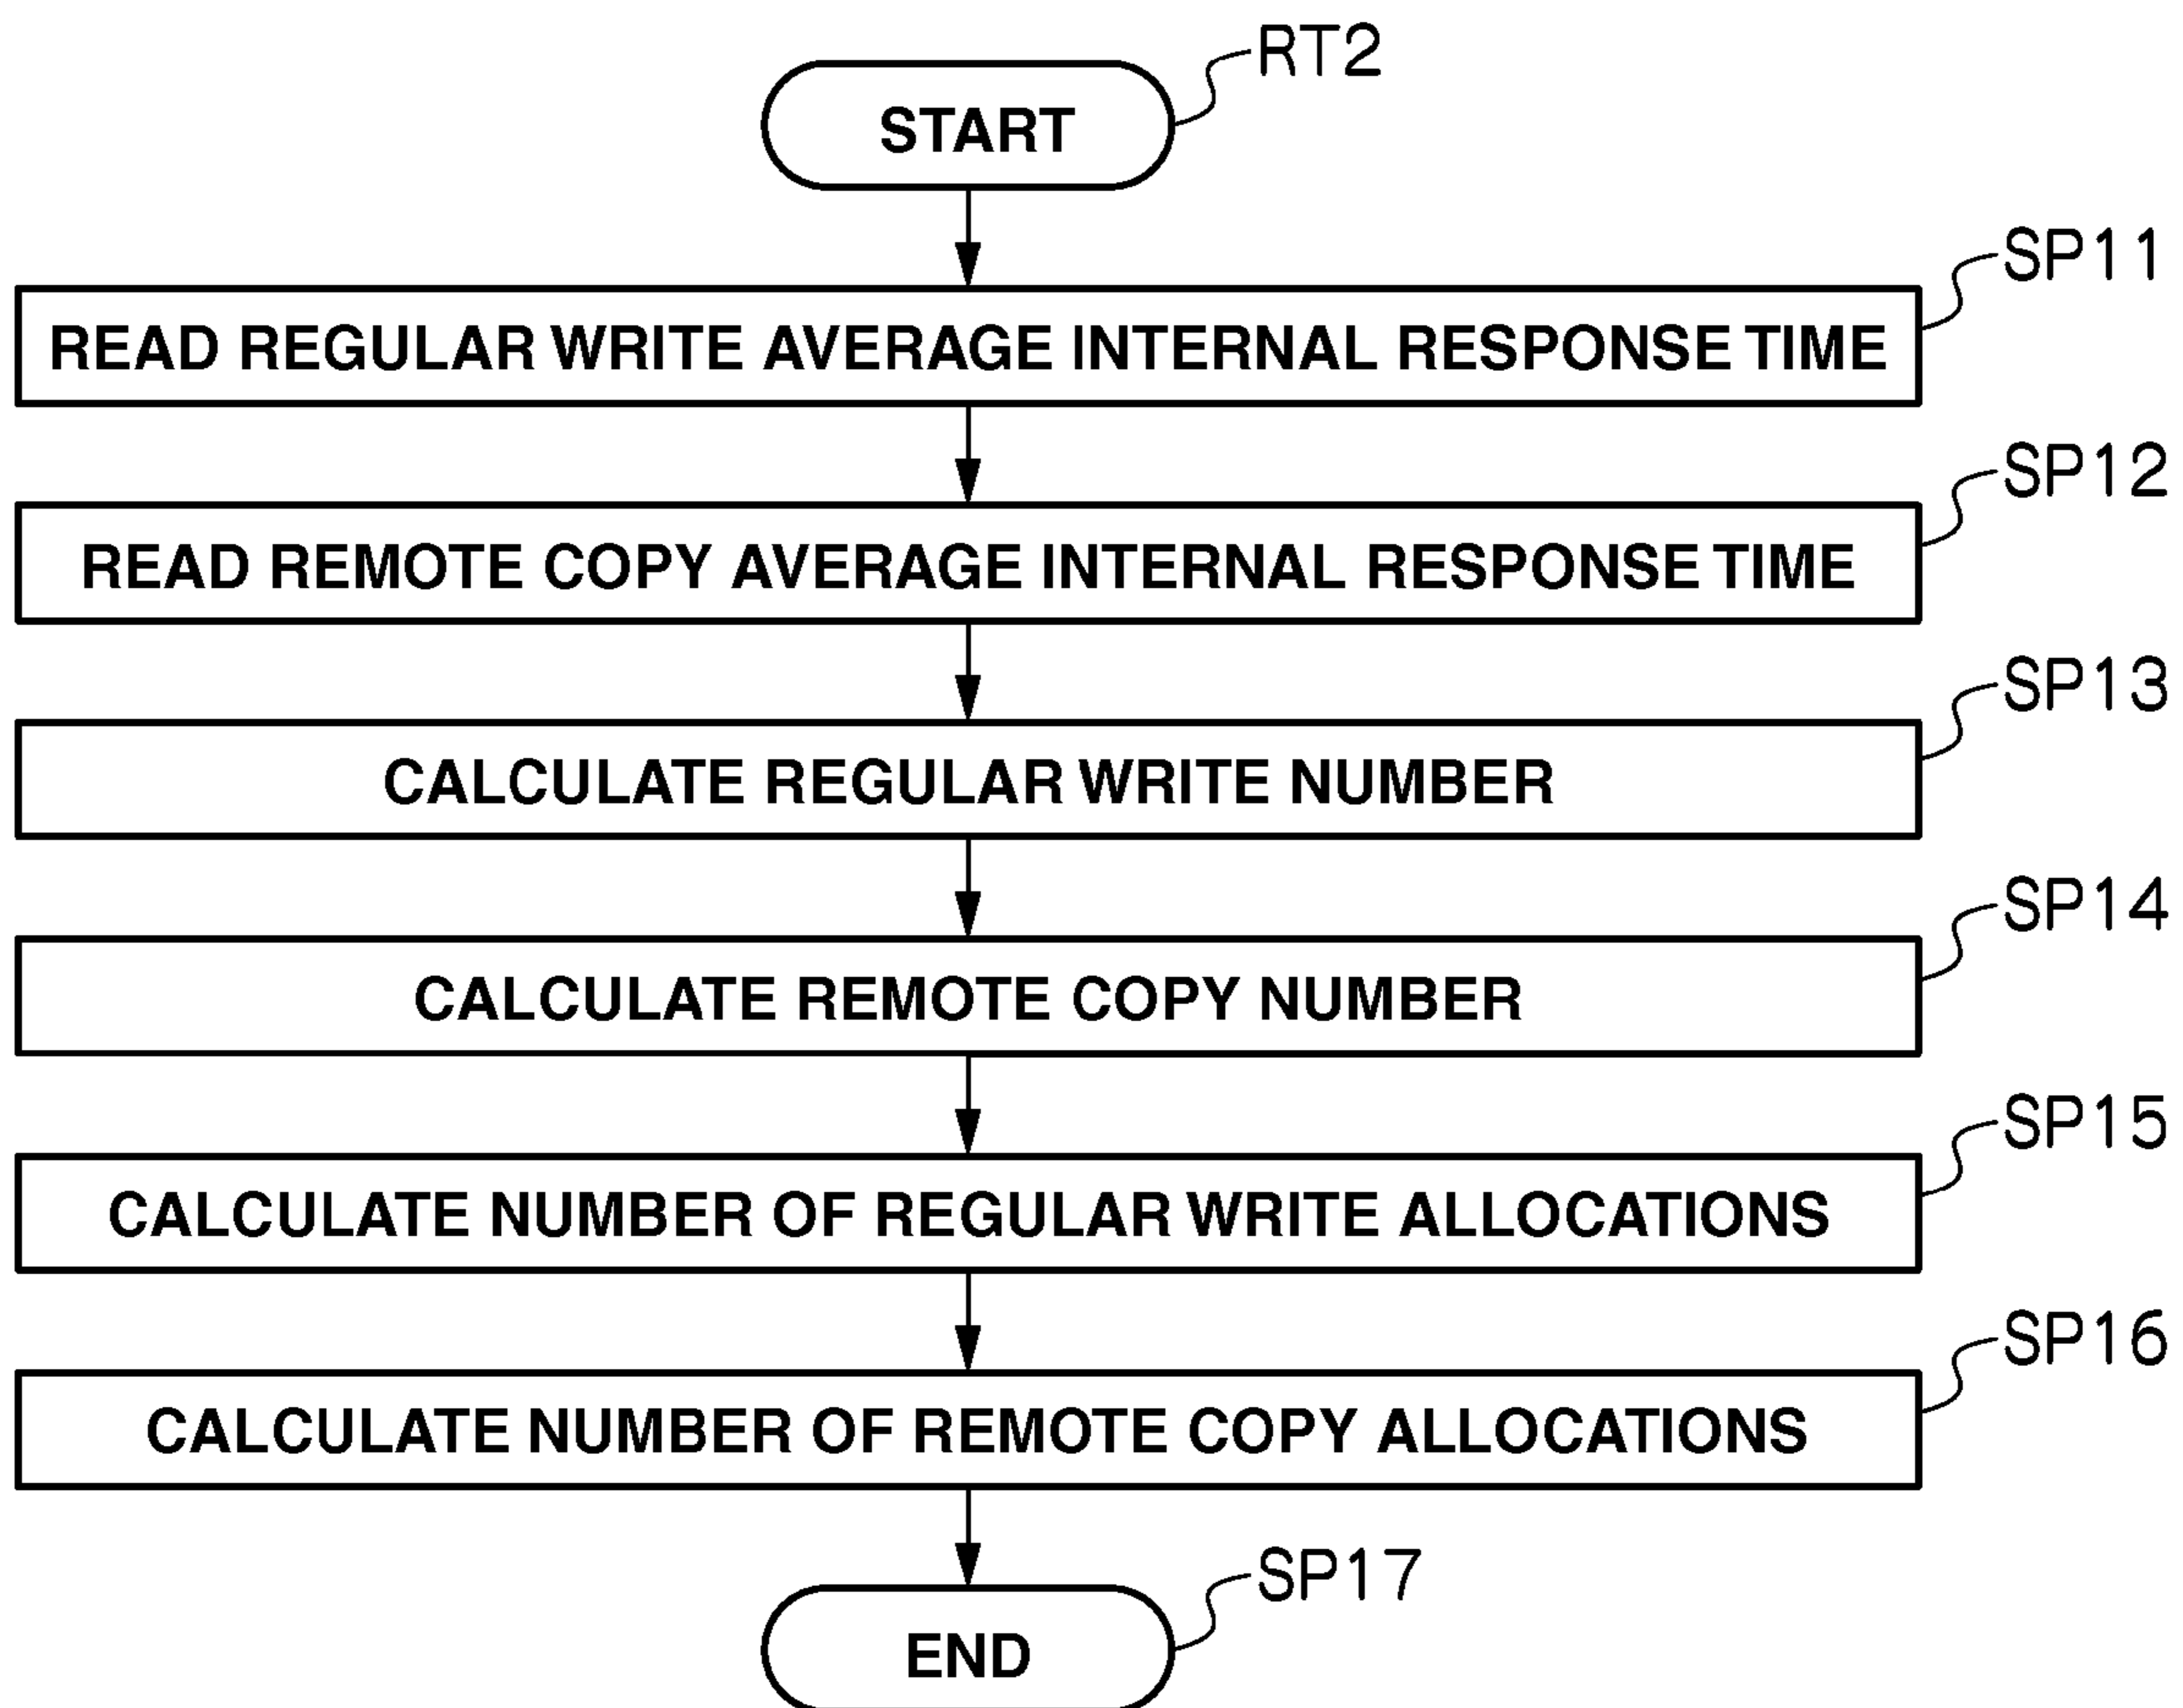 RT2
START
SP11
READ REGULAR WRITE AVERAGE INTERNAL RESPONSE TIME
SP12
READ REMOTE COPY AVERAGE INTERNAL RESPONSE TIME
SP13
CALCULATE REGULAR WRITE NUMBER
SP14
CALCULATE REMOTE COPY NUMBER
SP15
CALCULATE NUMBER OF REGULAR WRITE ALLOCATIONS
SP16
CALCULATE NUMBER OF REMOTE COPY ALLOCATIONS
SP17
END